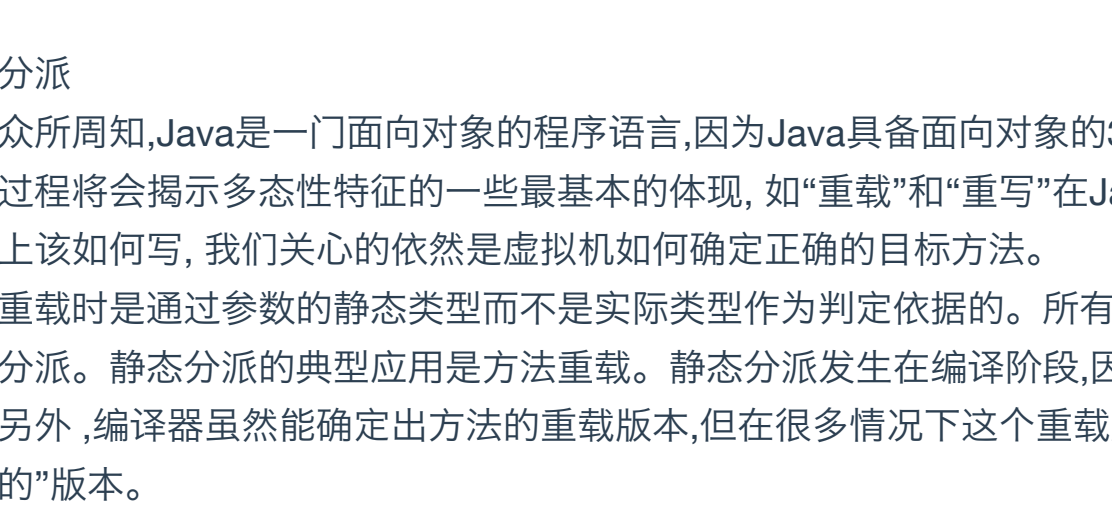 分派
众所周知,Java是一门面向对象的程序语言,因为Java具备面向对象的
过程将会揭示多态性特征的一些最基本的体现, 如“重载”和“重写”在Ja
上该如何写, 我们关心的依然是虚拟机如何确定正确的目标方法。
重载时是通过参数的静态类型而不是实际类型作为判定依据的。所有
分派。静态分派的典型应用是方法重载。静态分派发生在编译阶段,因
另外 ,编译器虽然能确定出方法的重载版本,但在很多情况下这个重载
的”版本。